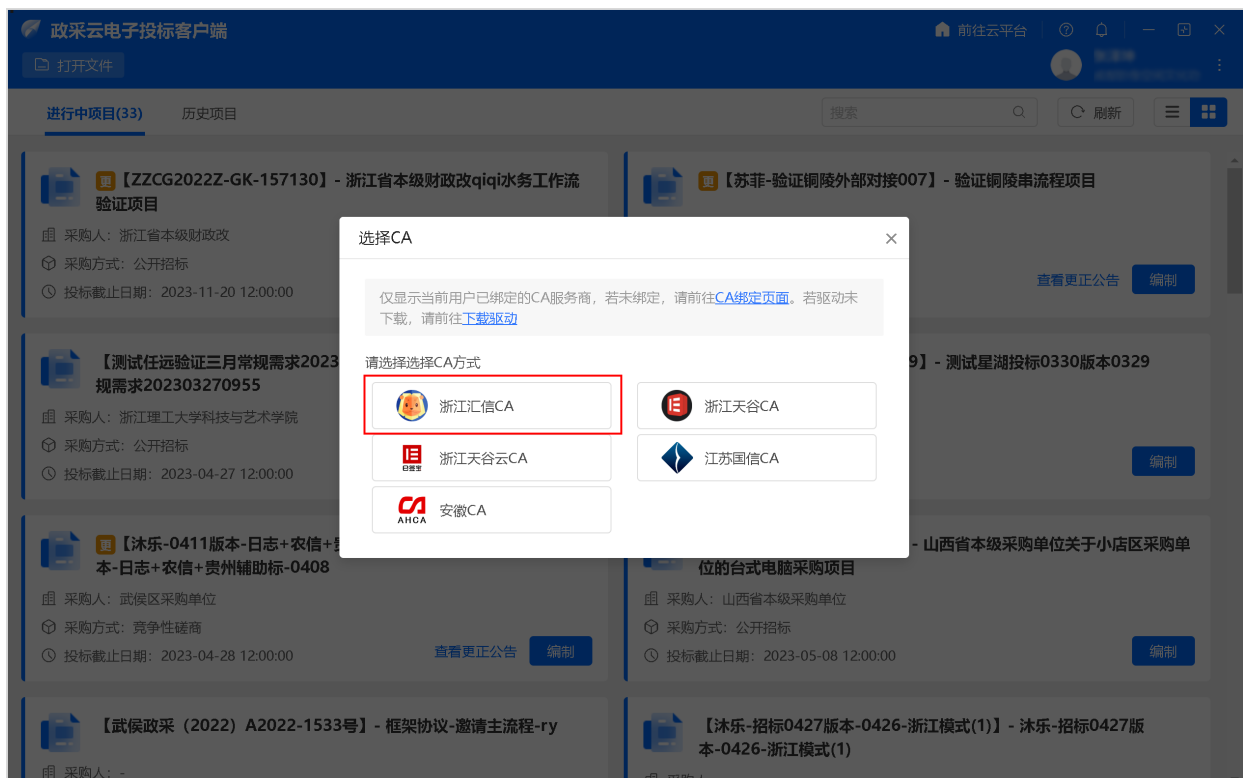 政采云电子投标客户端
前往云平台
打开文件
进行中项目(33)
历史项目
搜索
刷新
更【ZZCG2022Z-GK-157130】- 浙江省本级财政改qiqi水务工作流
验证项目
采购人：浙江省本级财政改
采购方式：公开招标
投标截止日期：2023-11-20 12:00:00
更【苏菲-验证铜陵外部对接007】- 验证铜陵串流程项目
查看更正公告
编制
选择CA
仅显示当前用户已绑定的CA服务商，若未绑定，请前往CA绑定页面。若驱动未
下载，请前往下载驱动
请选择选择CA方式
浙江汇信CA
浙江天谷CA
浙江天谷云CA
江苏国信CA
AHCA
安徽CA
【测试任远验证三月常规需求2023
规需求202303270955
采购人：浙江理工大学科技与艺术学院
采购方式：公开招标
投标截止日期：2023-04-27 12:00:00
9】- 测试星湖投标0330版本0329
编制
更【沐乐-0411版本-日志+农信+
本-日志+农信+贵州辅助标-0408
采购人：武侯区采购单位
采购方式：竞争性磋商
投标截止日期：2023-04-28 12:00:00
查看更正公告
编制
- 山西省本级采购单位关于小店区采购单
位的台式电脑采购项目
采购人：山西省本级采购单位
采购方式：公开招标
投标截止日期：2023-05-08 12:00:00
编制
【武侯政采（2022）A2022-1533号】- 框架协议-邀请主流程-ry
采购人：-
【沐乐-招标0427版本-0426-浙江模式(1)】- 沐乐-招标0427版
本-0426-浙江模式(1)